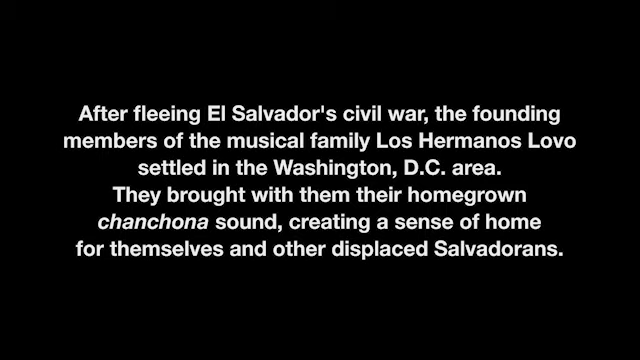 After fleeing El Salvador's civil war, the founding
members of the musical family Los Hermanos Lovo
settled in the Washington, D.C. area.
They brought with them their homegrown
chanchona sound, creating a sense of home
for themselves and other displaced Salvadorans.